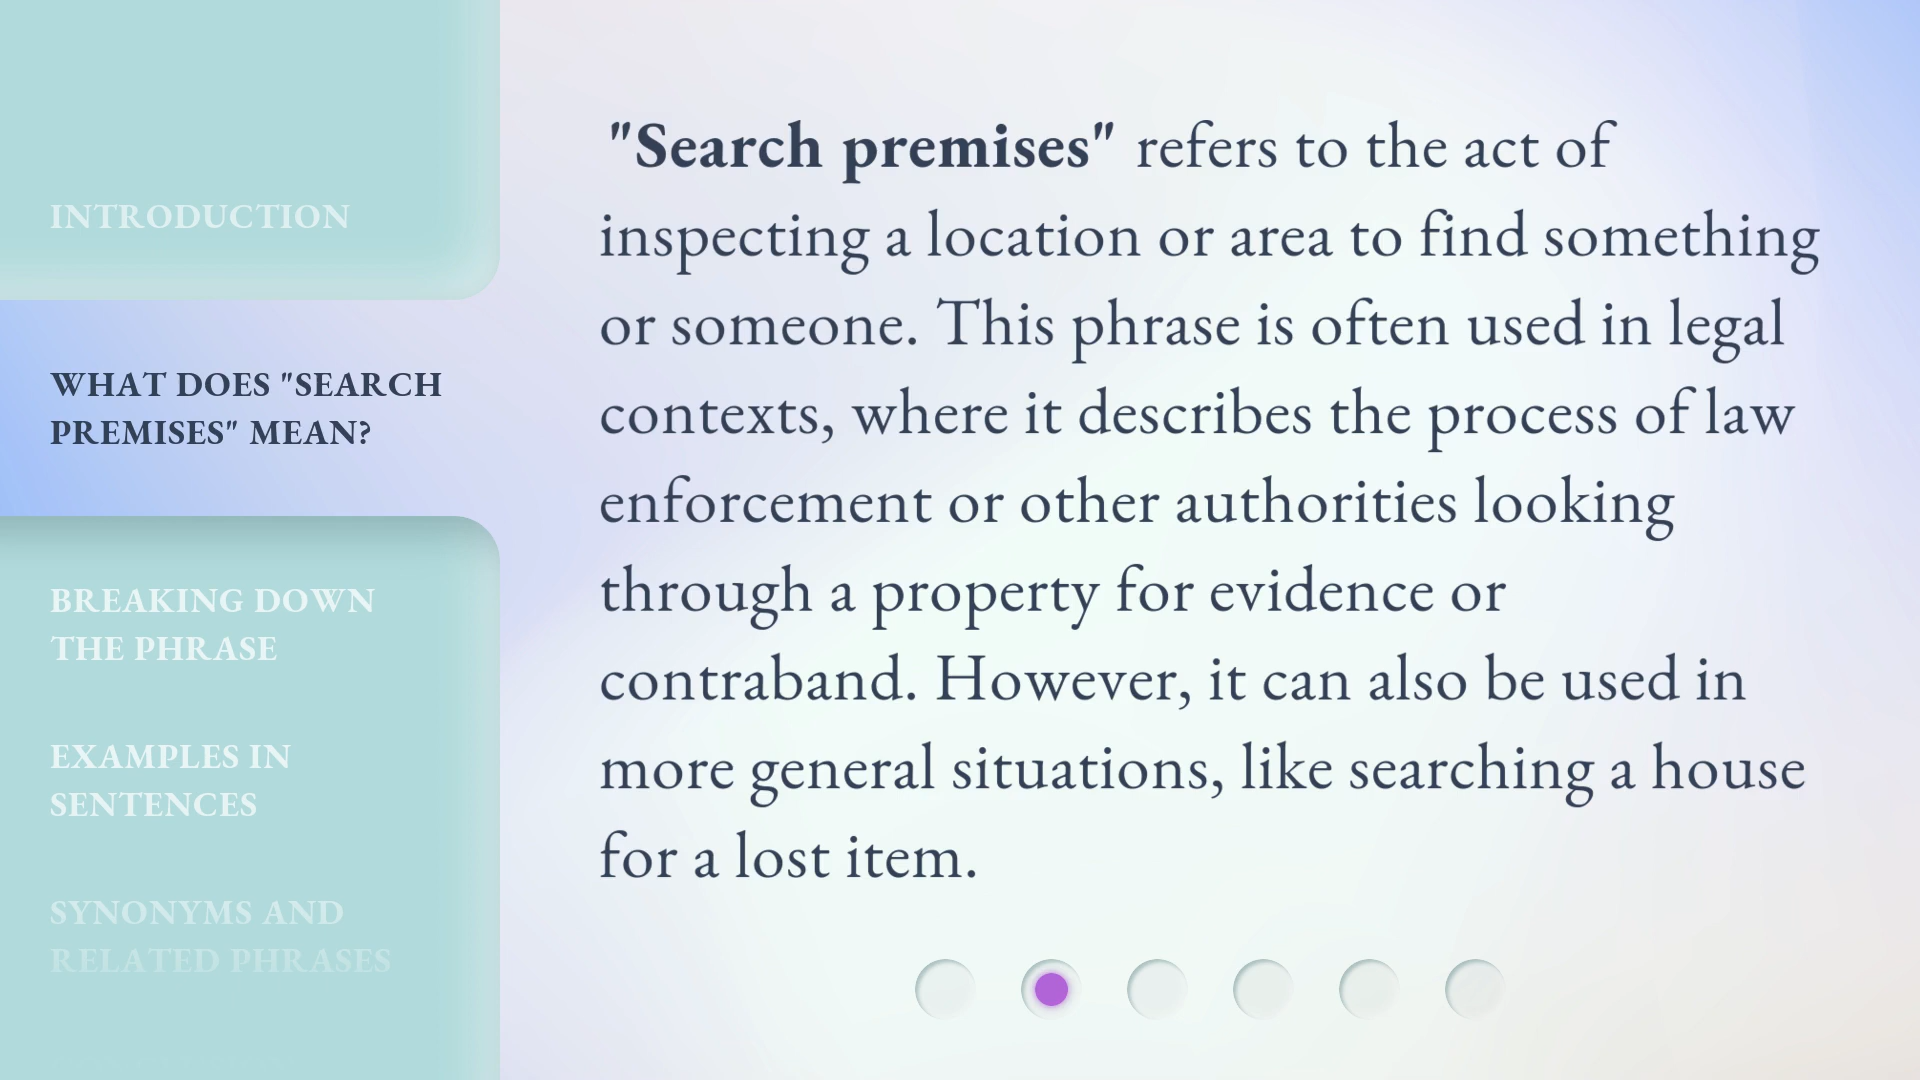 INTRODUCTION
WHAT DOES "SEARCH
PREMISES" MEAN?
BREAKING DOWN
THE PHRASE
EXAMPLES IN
SENTENCES
SYNONYMS AND
RELATED PHRASES
"Search premises" refers to the act of
inspecting a location or area to find something
or someone. This phrase is often used in legal
contexts, where it describes the process of law
enforcement or other authorities looking
through a property for evidence or
contraband. However, it can also be used in
more general situations, like searching a house
for a lost item.